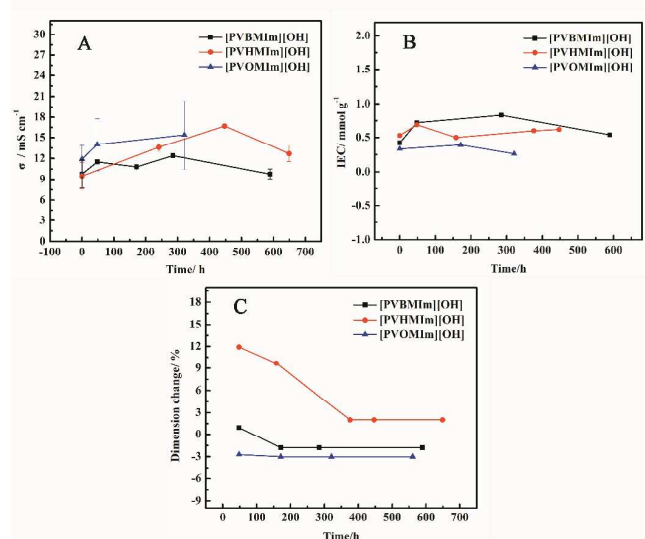 A
[PVBMIm][OH]
[PVHMIm][OH]
[PVOMIm][OH]
σ / mS cm⁻¹
30
27
24
21
18
15
12
9
6
3
0
-100 0 100 200 300 400 500 600 700
Time/ h
B
[PVBMIm][OH]
[PVHMIm][OH]
[PVOMIm][OH]
IEC/ mmol g⁻¹
2.0
1.5
1.0
0.5
0.0
-0.5
-1.0
0 200 400 600
Time/h
C
[PVBMIm][OH]
[PVHMIm][OH]
[PVOMIm][OH]
Dimension change/ %
18
15
12
9
6
3
0
-3
-6
-9
0 100 200 300 400 500 600 700
Time/h